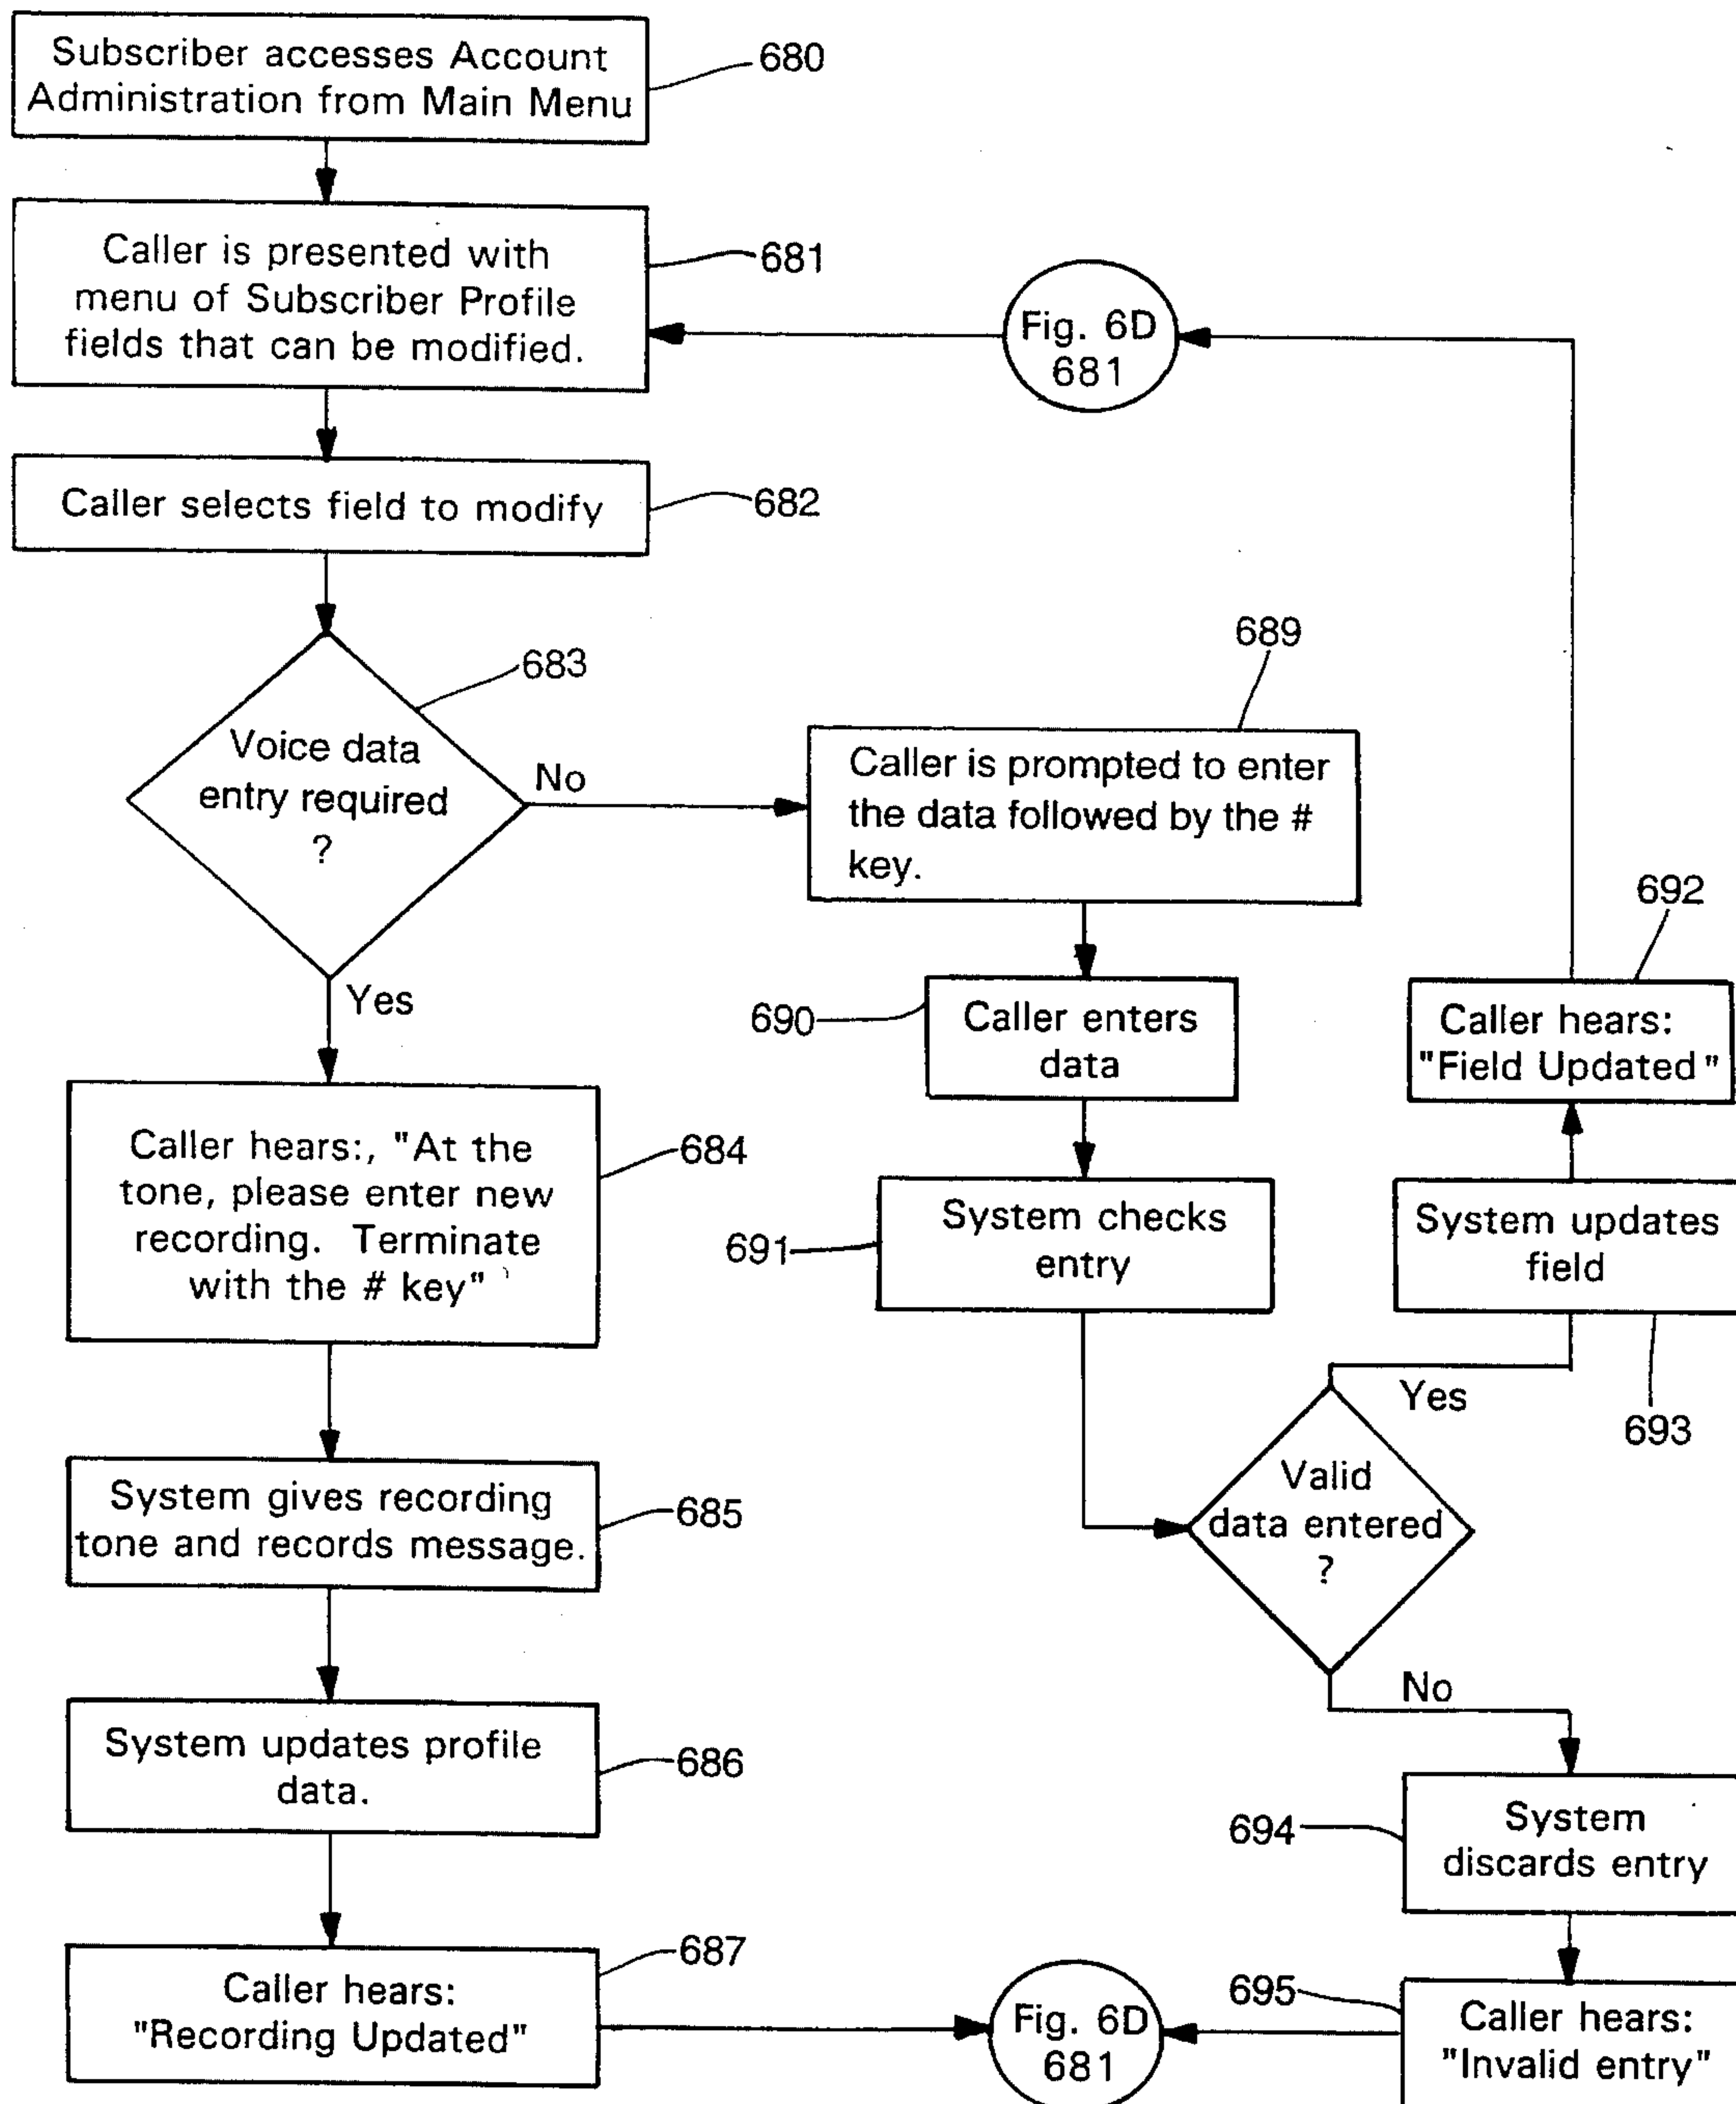 Subscriber accesses Account
Administration from Main Menu
680
Caller is presented with
menu of Subscriber Profile
fields that can be modified.
681
Fig. 6D
681
Caller selects field to modify
682
683
Voice data
entry required
?
No
Yes
689
Caller is prompted to enter
the data followed by the #
key.
690
Caller enters
data
692
Caller hears:
"Field Updated"
684
Caller hears:, "At the
tone, please enter new
recording. Terminate
with the # key"
691
System checks
entry
System updates
field
693
Yes
Valid
data entered
?
No
System gives recording
tone and records message.
685
System updates profile
data.
686
694
System
discards entry
Caller hears:
"Recording Updated"
687
Fig. 6D
681
695
Caller hears:
"Invalid entry"